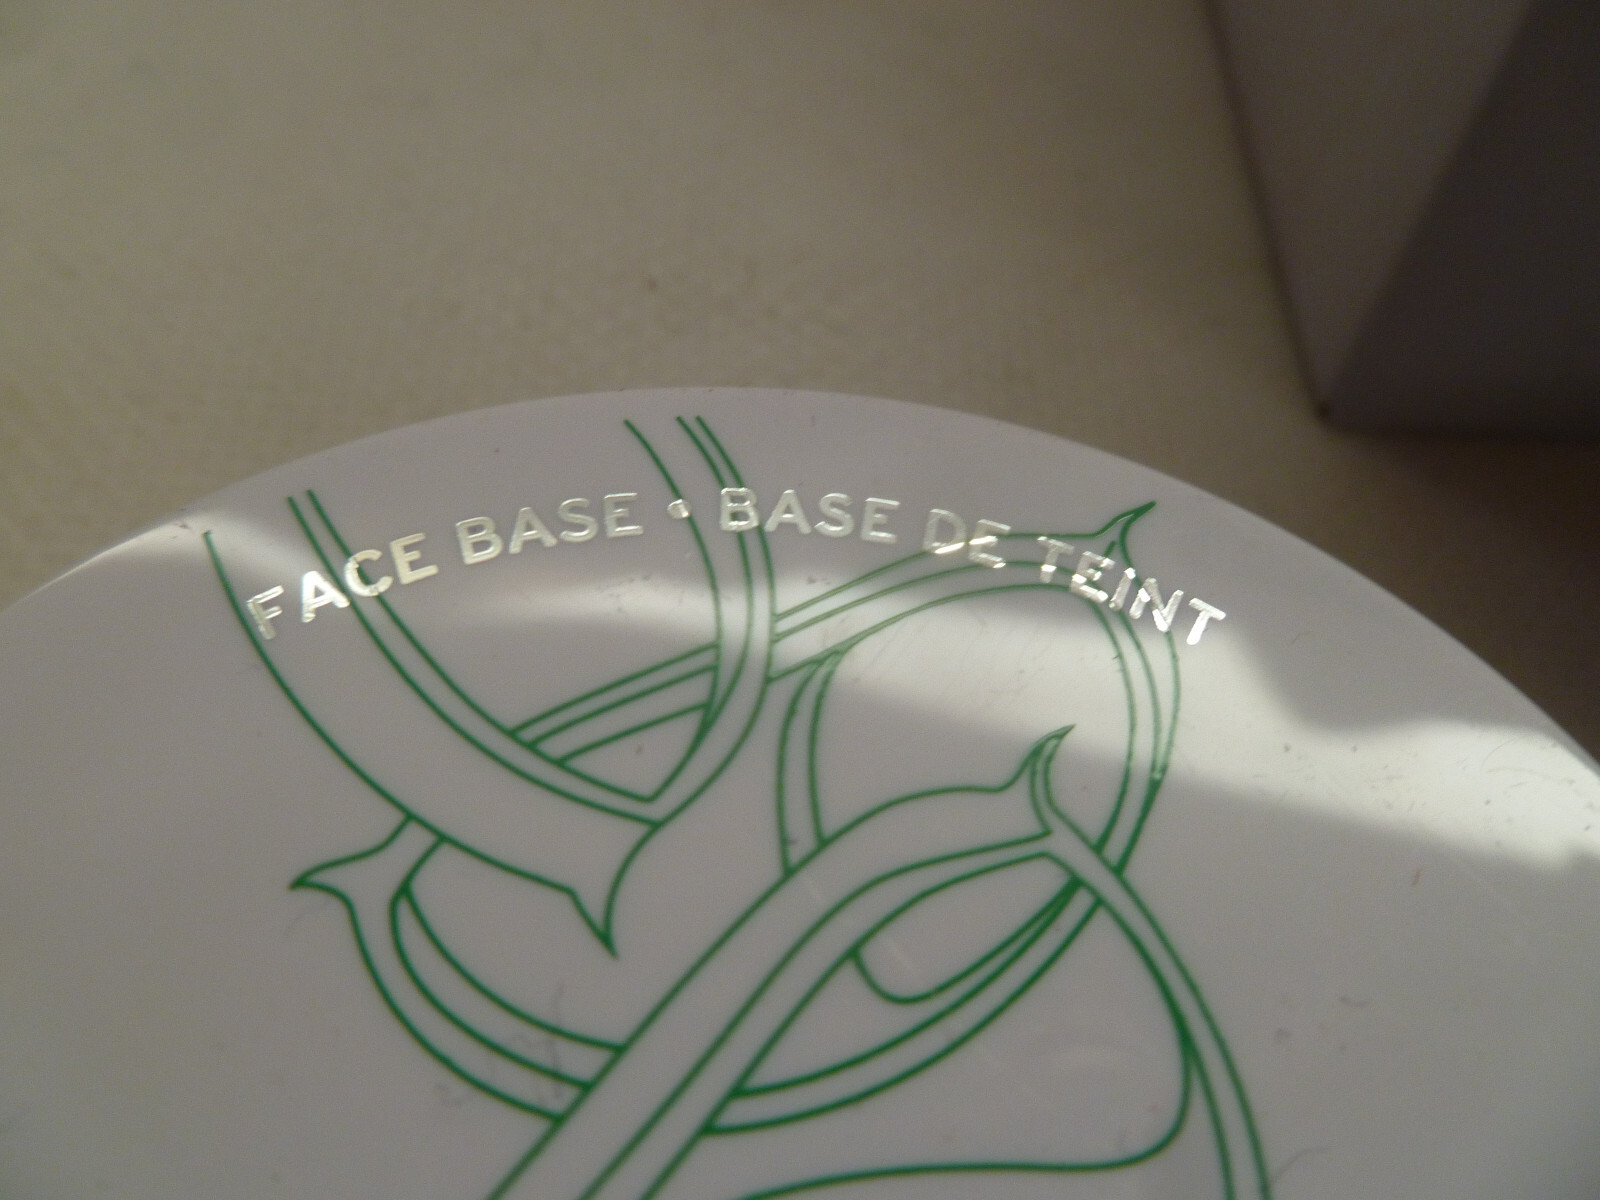 FACE BASE • BASE DE TEINT